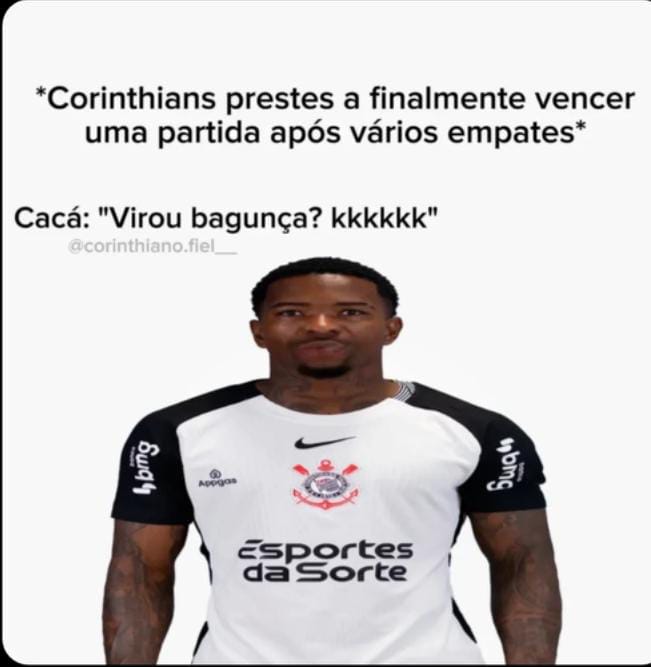 *Corinthians prestes a finalmente vencer
uma partida após vários empates*
Cacá: "Virou bagunça? kkkkkk"
@corinthiano.fiel__
bmg
Appgas
bmg
Esportes
da Sorte